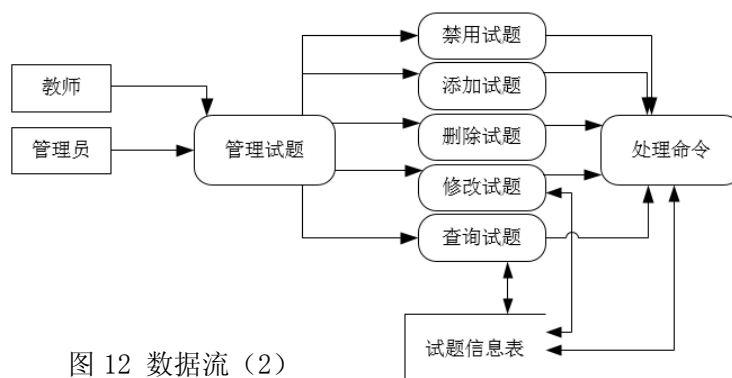 禁用试题
教师
添加试题
管理员
管理试题
删除试题
处理命令
修改试题
查询试题
试题信息表
图 12 数据流（2）